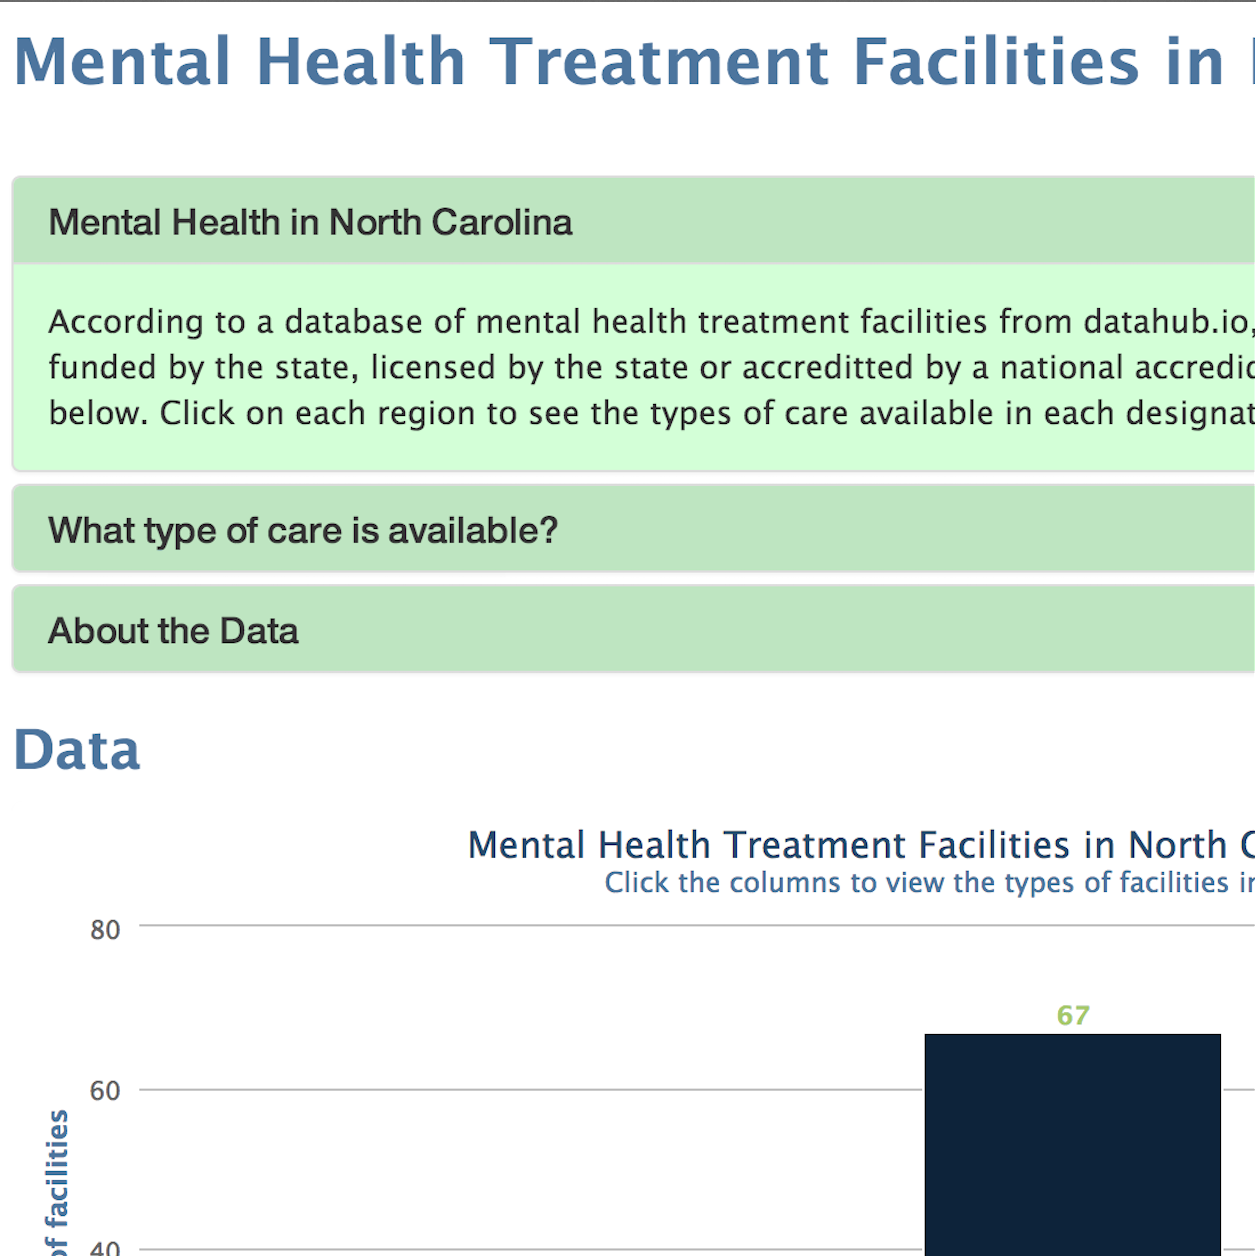 Mental Health Treatment Facilities in
Mental Health in North Carolina
According to a database of mental health treatment facilities from datahub.io,
funded by the state, licensed by the state or accreditted by a national
below. Click on each region to see the types of care available in each
What type of care is available?
About the Data
Data
Mental Health Treatment Facilities in North
Click the columns to view the types of facilities
80
67
60
of facilities
40